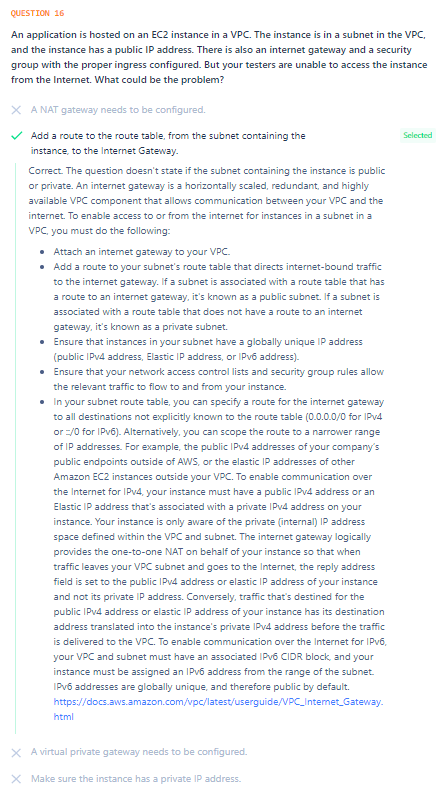 QUESTION 16
An application is hosted on an EC2 instance in a VPC. The instance is in a subnet in the VPC,
and the instance has a public IP address. There is also an internet gateway and a security
group with the proper ingress configured. But your testers are unable to access the instance
from the Internet. What could be the problem?
A NAT gateway needs to be configured.
Add a route to the route table, from the subnet containing the
instance, to the Internet Gateway.
Selected
Correct. The question doesn't state if the subnet containing the instance is public
or private. An internet gateway is a horizontally scaled, redundant, and highly
available VPC component that allows communication between your VPC and the
internet. To enable access to or from the internet for instances in a subnet in a
VPC, you must do the following:
• Attach an internet gateway to your VPC.
• Add a route to your subnet's route table that directs internet-bound traffic
to the internet gateway. If a subnet is associated with a route table that has
a route to an internet gateway, it's known as a public subnet. If a subnet is
associated with a route table that does not have a route to an internet
gateway, it's known as a private subnet.
• Ensure that instances in your subnet have a globally unique IP address
(public IPv4 address, Elastic IP address, or IPv6 address).
• Ensure that your network access control lists and security group rules allow
the relevant traffic to flow to and from your instance.
• In your subnet route table, you can specify a route for the internet gateway
to all destinations not explicitly known to the route table (0.0.0.0/0 for IPv4
or ::/0 for IPv6). Alternatively, you can scope the route to a narrower range
of IP addresses. For example, the public IPv4 addresses of your company's
public endpoints outside of AWS, or the elastic IP addresses of other
Amazon EC2 instances outside your VPC. To enable communication over
the Internet for IPv4, your instance must have a public IPv4 address or an
Elastic IP address that's associated with a private IPv4 address on your
instance. Your instance is only aware of the private (internal) IP address
space defined within the VPC and subnet. The internet gateway logically
provides the one-to-one NAT on behalf of your instance so that when
traffic leaves your VPC subnet and goes to the Internet, the reply address
field is set to the public IPv4 address or elastic IP address of your instance
and not its private IP address. Conversely, traffic that's destined for the
public IPv4 address or elastic IP address of your instance has its destination
address translated into the instance's private IPv4 address before the traffic
is delivered to the VPC. To enable communication over the Internet for IPv6,
your VPC and subnet must have an associated IPv6 CIDR block, and your
instance must be assigned an IPv6 address from the range of the subnet.
IPv6 addresses are globally unique, and therefore public by default.
https://docs.aws.amazon.com/vpc/latest/userguide/VPC_Internet_Gateway.
html
A virtual private gateway needs to be configured.
Make sure the instance has a private IP address.